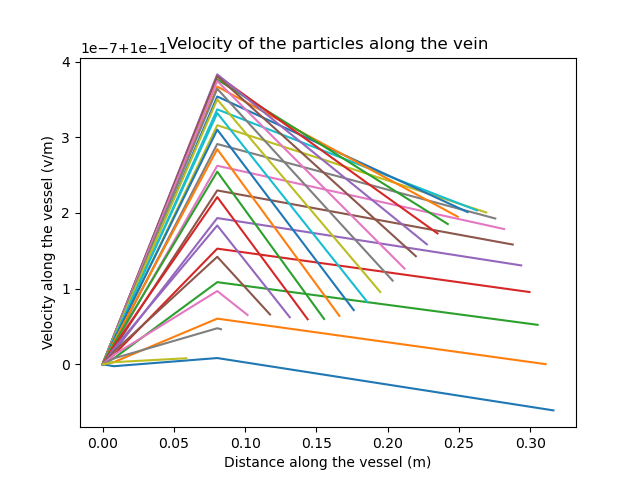 Velocity of the particles along the vein
1e-7+1e-1
4
3
2
1
0
Velocity along the vessel (v/m)
0.00 0.05 0.10 0.15 0.20 0.25 0.30
Distance along the vessel (m)